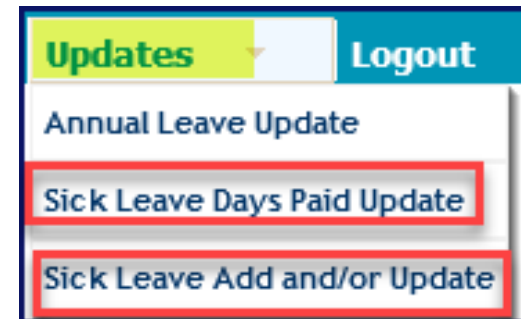 Updates Logout
Annual Leave Update
Sick Leave Days Paid Update
Sick Leave Add and/or Update